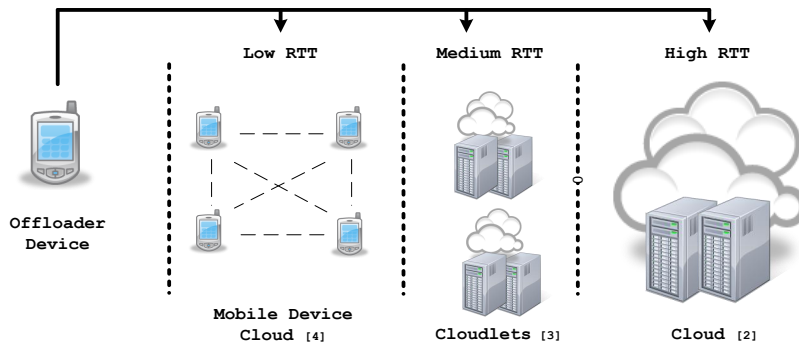 Low RTT
Medium RTT
High RTT
Offloader
Device
Mobile Device
Cloud [4]
Cloudlets [3]
Cloud [2]